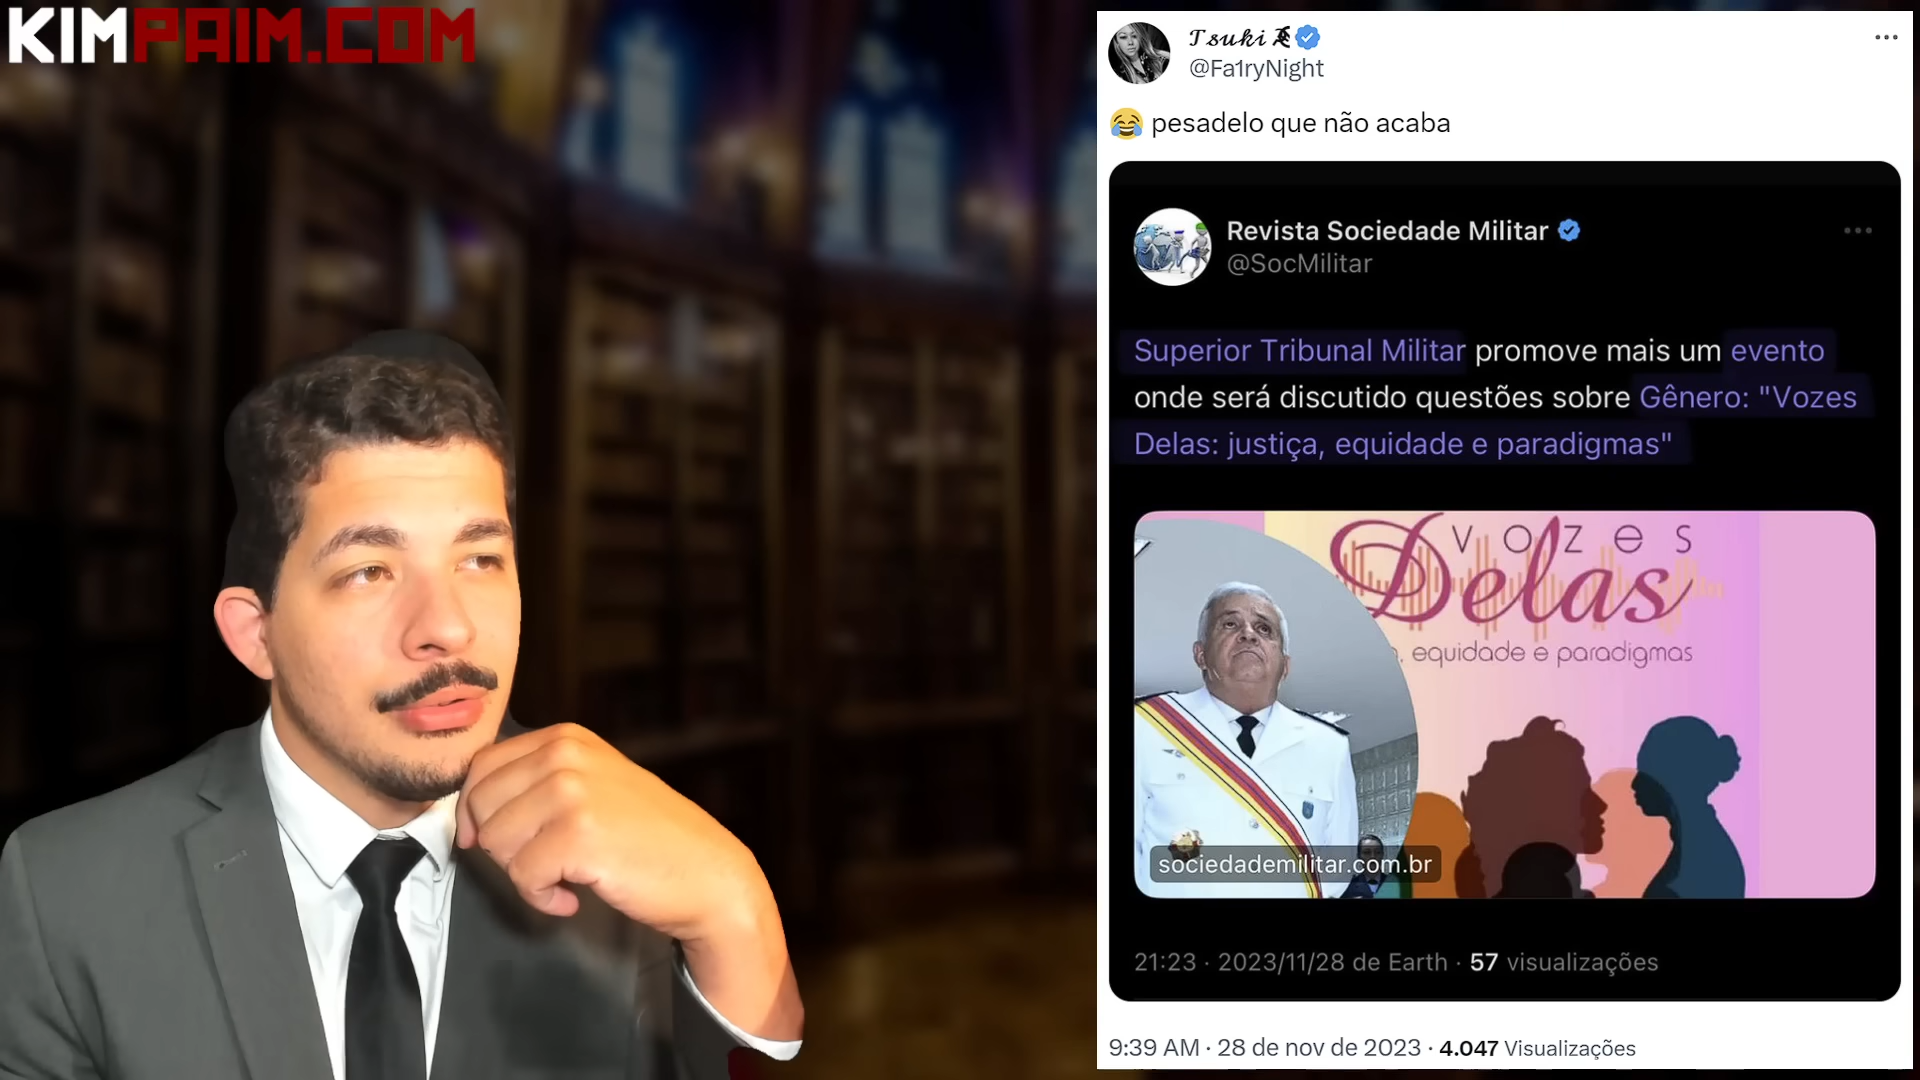 KIMPAIM.COM
Tsuki
@Fa1ryNight
😂 pesadelo que não acaba
Revista Sociedade Militar
@SocMilitar
Superior Tribunal Militar promove mais um evento
onde será discutido questões sobre Gênero: "Vozes
Delas: justiça, equidade e paradigmas"
vozes
Delas
, equidade e paradigmas
sociedademilitar.com.br
21:23 · 2023/11/28 de Earth · 57 visualizações
9:39 AM · 28 de nov de 2023 · 4.047 Visualizações